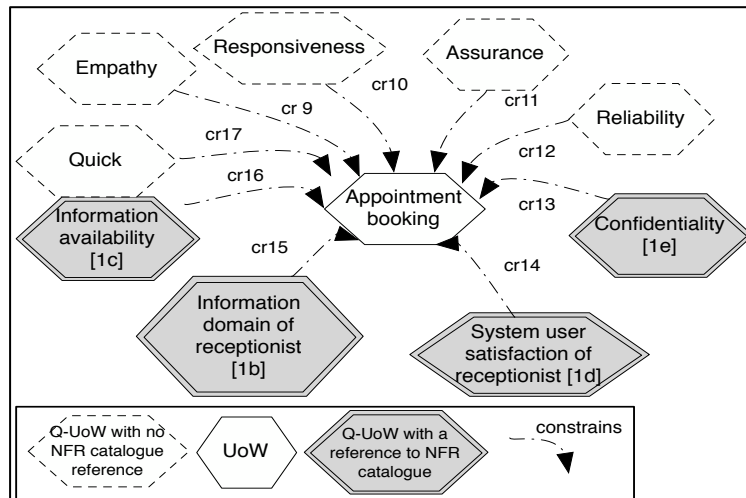 Responsiveness
Assurance
Empathy
cr10
cr 9
cr11
Reliability
cr17
cr12
Quick
cr16
Appointment
booking
Information
availability
[1c]
cr13
Confidentiality
[1e]
cr15
cr14
Information
domain of
receptionist
[1b]
System user
satisfaction of
receptionist [1d]
Q-UoW with no
NFR catalogue
reference
UoW
Q-UoW with a
reference to NFR
catalogue
constrains